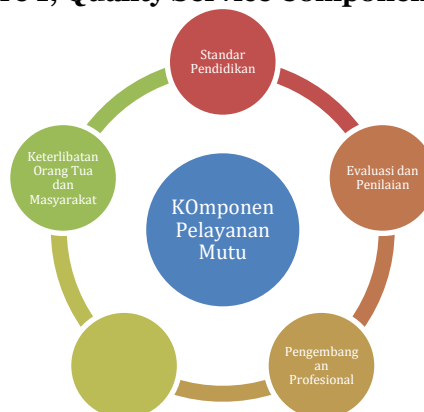 Quality Service Componen
Standar
Pendidikan
Keterlibatan
Orang Tua
dan
Masyarakat
Evaluasi dan
Penilaian
KOmponen
Pelayanan
Mutu
Pengembang
an
Profesional